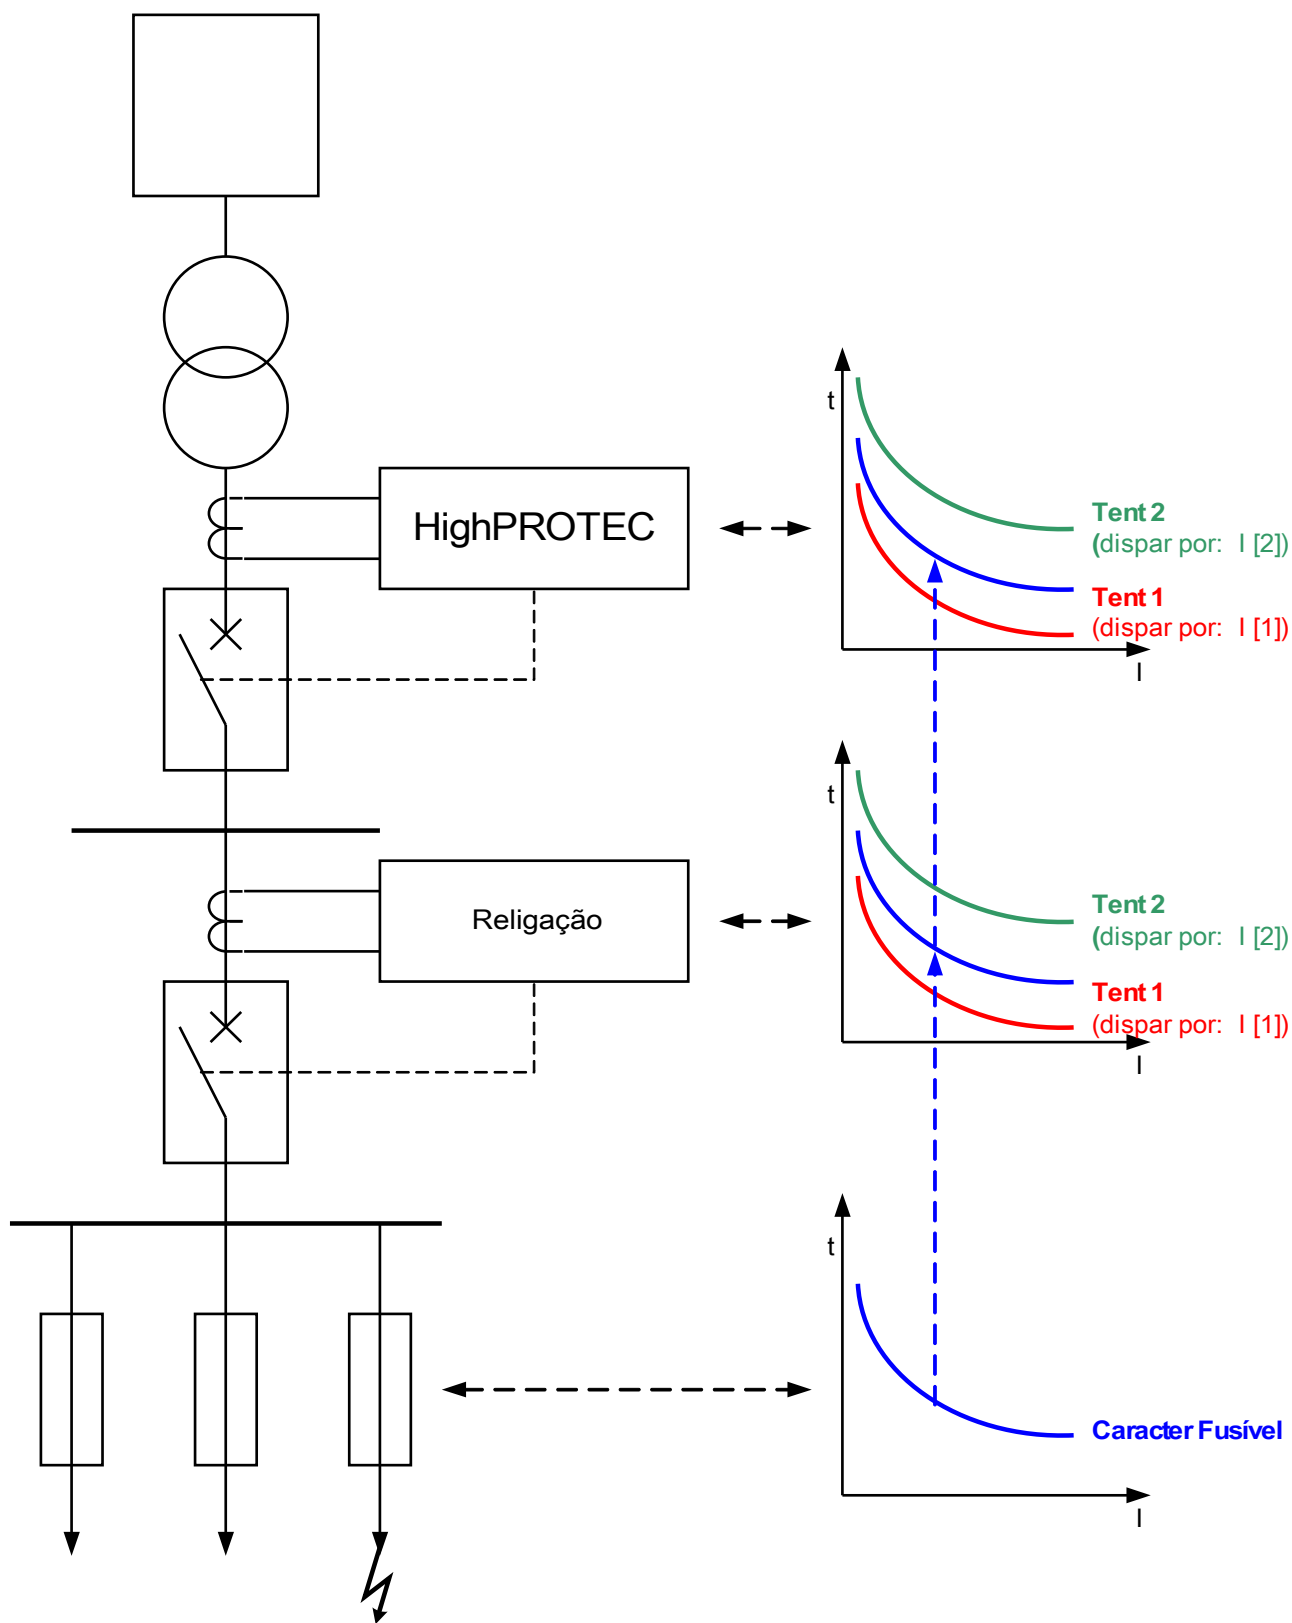 t
HighPROTEC
Tent 2
(dispar por: I [2])
Tent 1
(dispar por: I [1])
I
t
Religação
Tent 2
(dispar por: I [2])
Tent 1
(dispar por: I [1])
I
t
Caracter Fusível
I